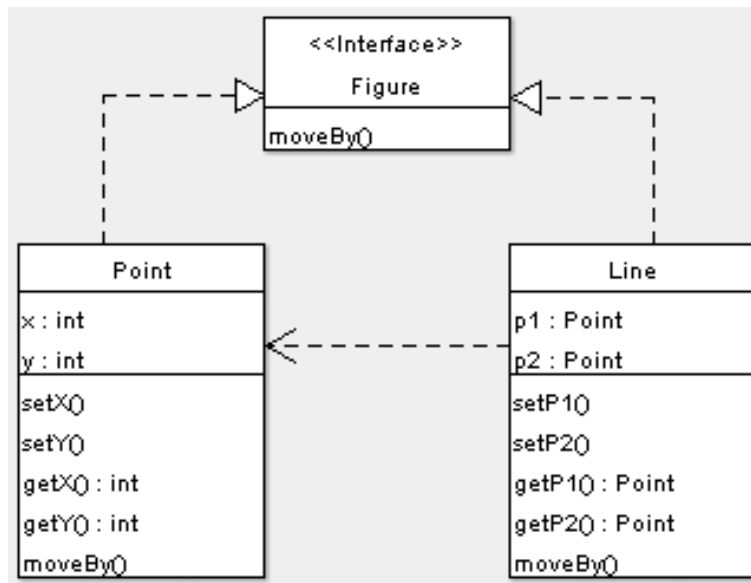 <<Interface>>
Figure
moveBy()
Point
x : int
y : int
setX()
setY()
getX() : int
getY() : int
moveBy()
Line
p1 : Point
p2 : Point
setP1()
setP2()
getP1() : Point
getP2() : Point
moveBy()